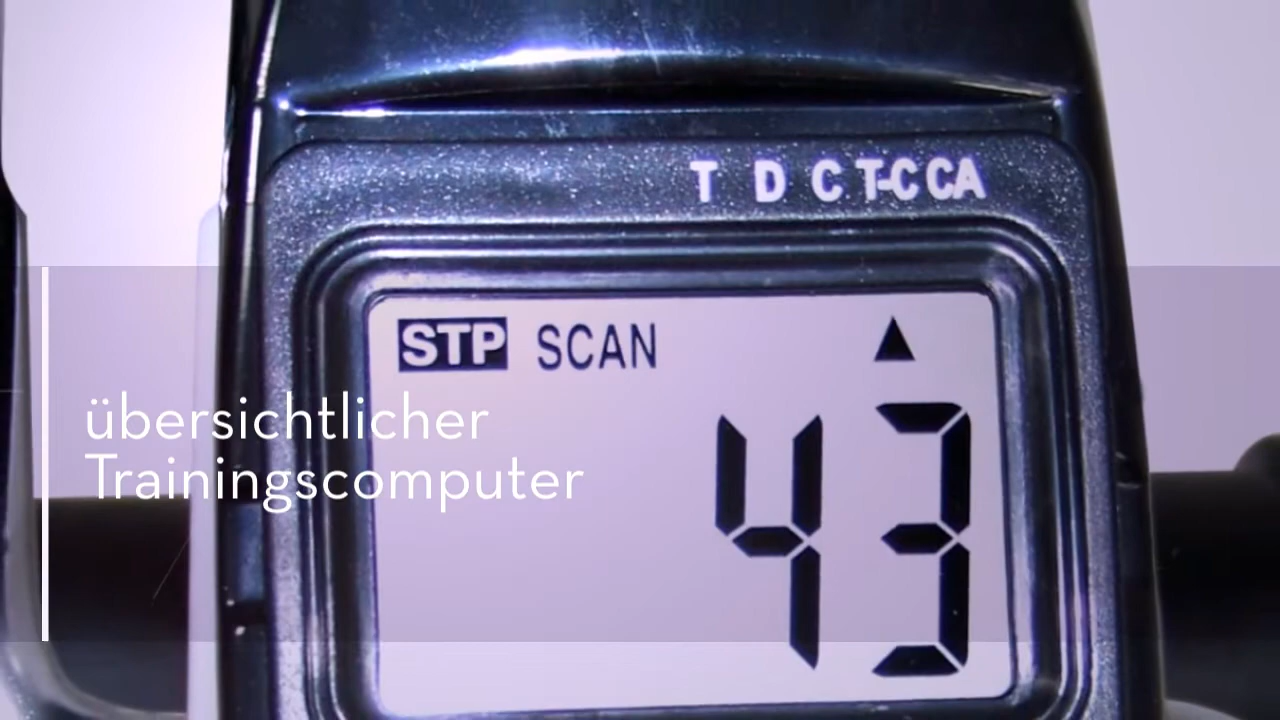 T D C T-C CA
STP SCAN
43
übersichtlicher
Trainingscomputer